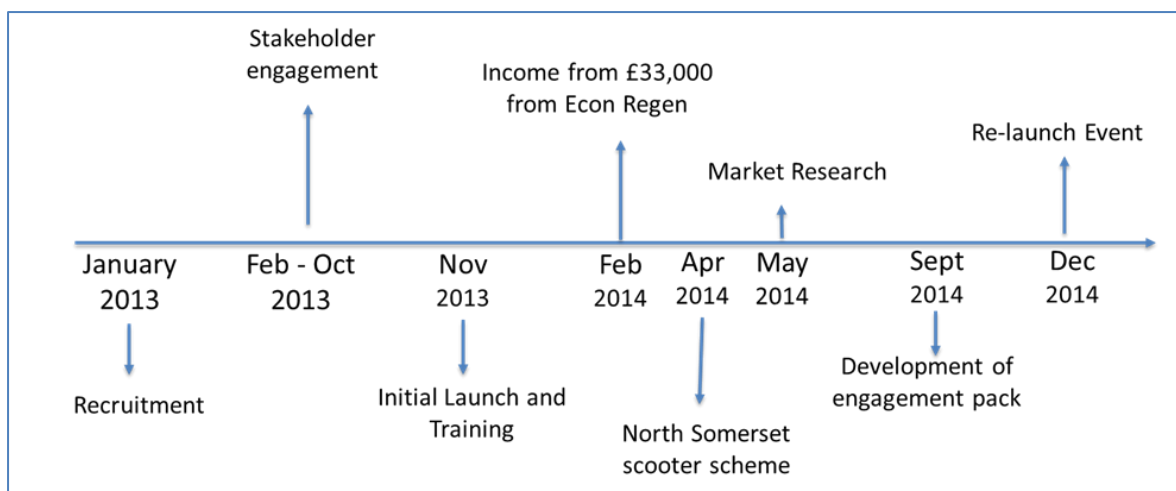 Stakeholder
engagement
Income from £33,000
from Econ Regen
Re-launch Event
Market Research
January
2013
Feb - Oct
2013
Nov
2013
Feb
2014
Apr
2014
May
2014
Sept
2014
Dec
2014
Recruitment
Initial Launch and
Training
North Somerset
scooter scheme
Development of
engagement pack